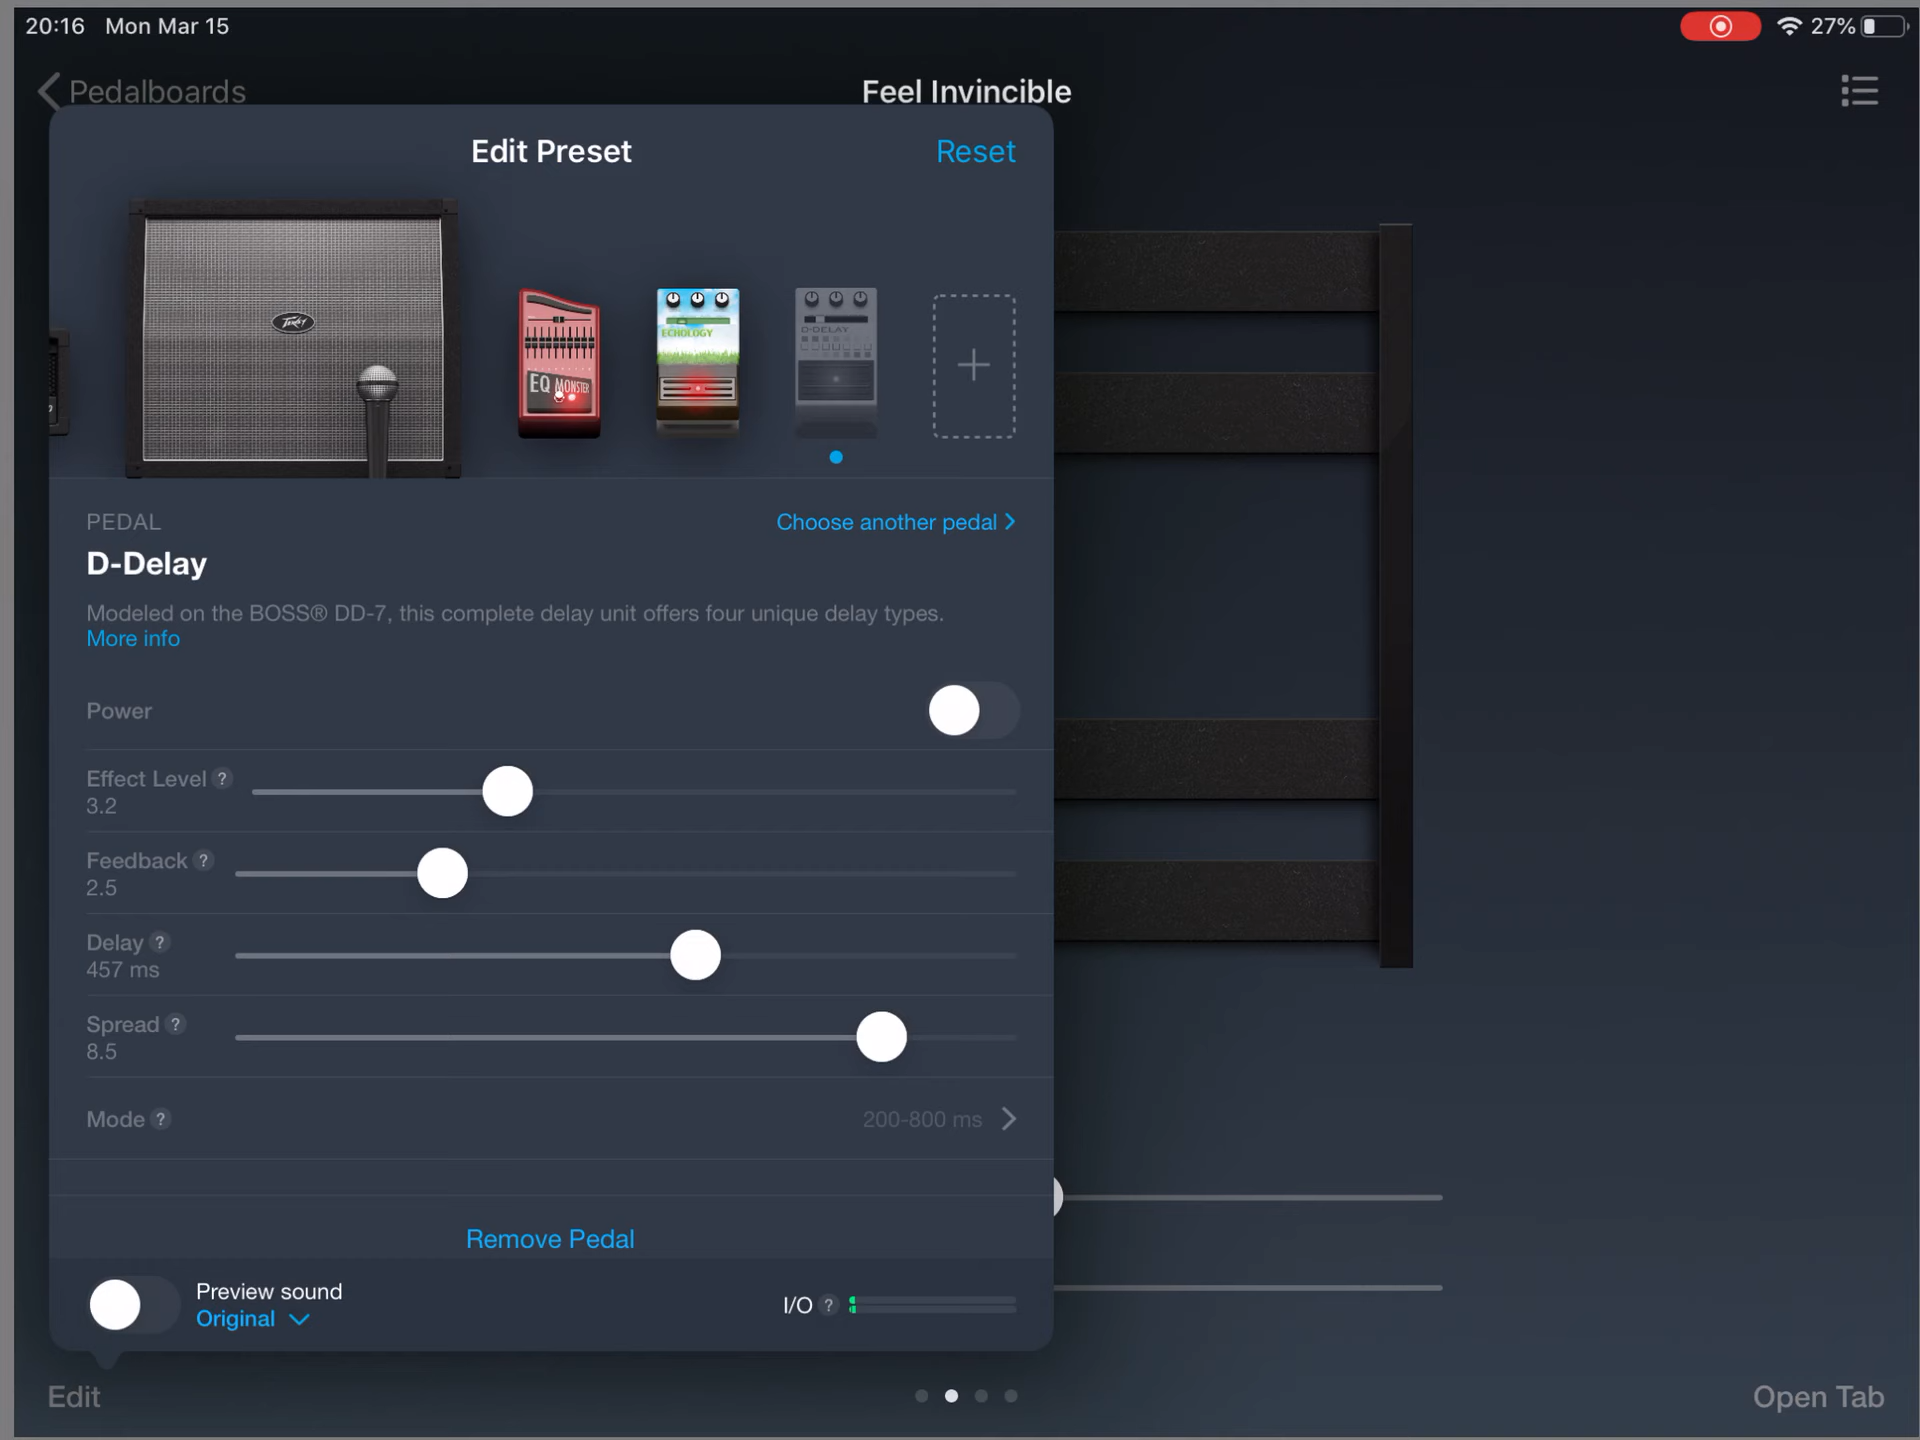 20:16 Mon Mar 15
27%
Pedalboards
Feel Invincible
Edit Preset
Reset
PEAVEY
EQ MONSTER
ECHOLOGY
D-DELAY
PEDAL
Choose another pedal
D-Delay
Modeled on the BOSS® DD-7, this complete delay unit offers four unique delay types.
More info
Power
Effect Level ?
3.2
Feedback ?
2.5
Delay ?
457 ms
Spread ?
8.5
Mode ?
200-800 ms
Remove Pedal
Preview sound
Original
I/O ?
Edit
Open Tab